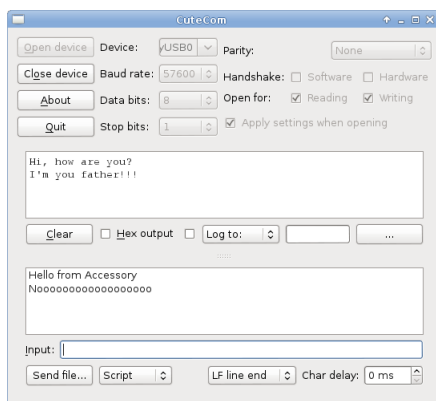 CuteCom
Open device Device: yUSB0 Parity: None
Close device Baud rate: 57600 Handshake: Software Hardware
About Data bits: 8 Open for: Reading Writing
Quit Stop bits: 1 Apply settings when opening
Hi, how are you?
I'm you father!!!
Clear Hex output Log to: ...
Hello from Accessory
Noooooooooooooooooo
Input:
Send file... Script LF line end Char delay: 0 ms